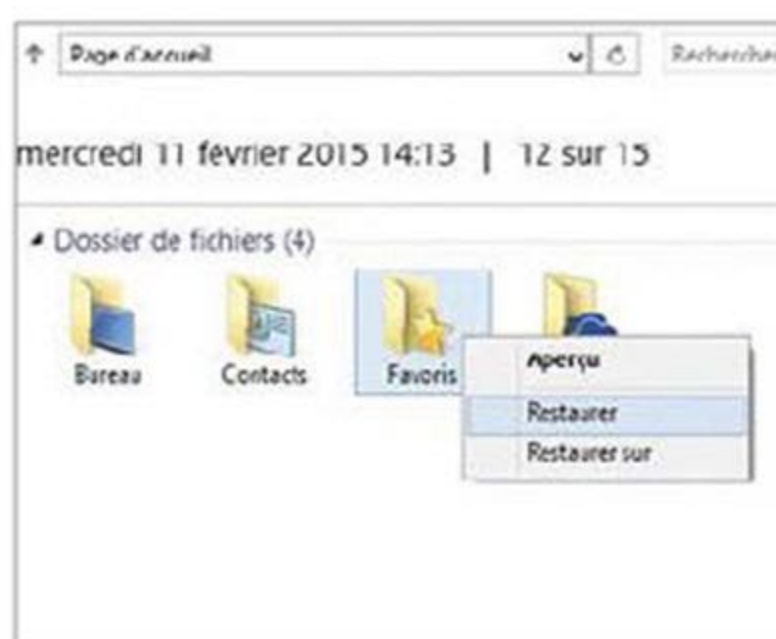 Page d'accueil
Rechercher
mercredi 11 février 2015 14:13 | 12 sur 15
Dossier de fichiers (4)
Bureau
Contacts
Favoris
Aperçu
Restaurer
Restaurer sur